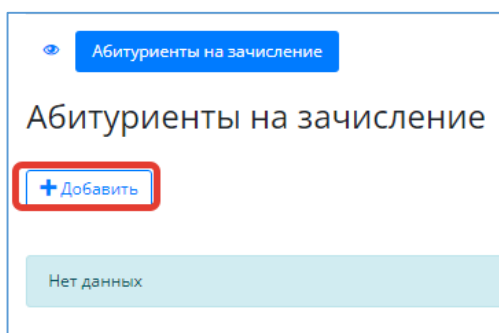 Абитуриенты на зачисление
Абитуриенты на зачисление
Добавить
Нет данных